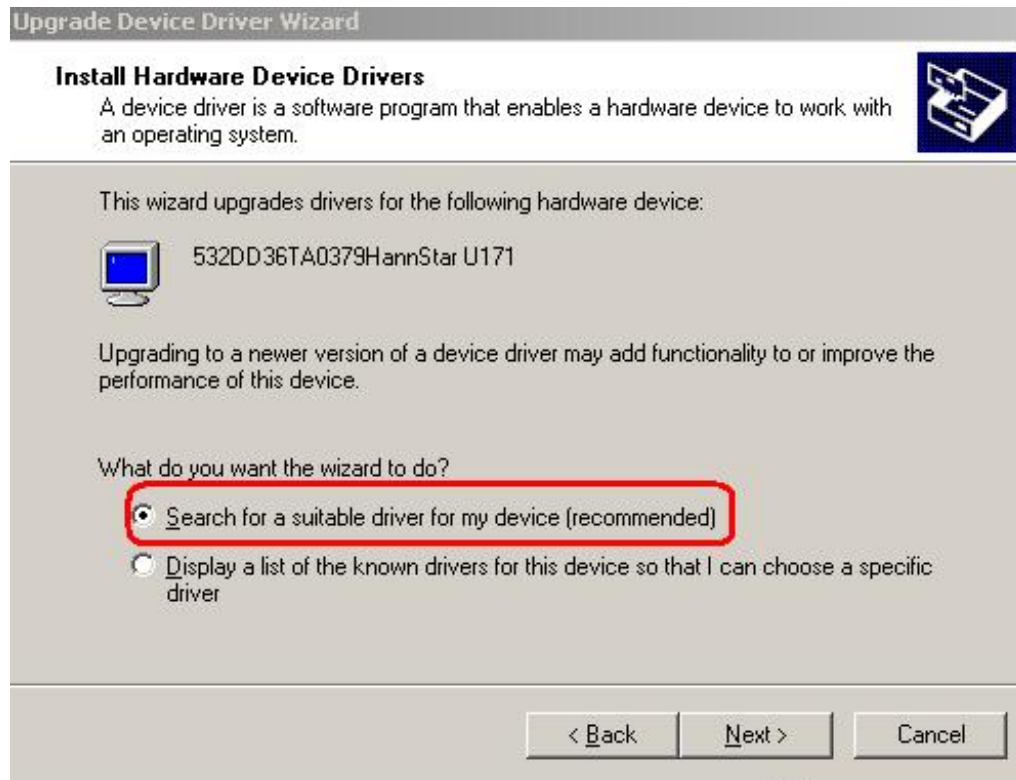 Upgrade Device Driver Wizard
Install Hardware Device Drivers
A device driver is a software program that enables a hardware device to work with
an operating system.
This wizard upgrades drivers for the following hardware device:
532DD36TA0379HannStar U171
Upgrading to a newer version of a device driver may add functionality to or improve the
performance of this device.
What do you want the wizard to do?
Search for a suitable driver for my device (recommended)
Display a list of the known drivers for this device so that I can choose a specific
driver
< Back
Next >
Cancel